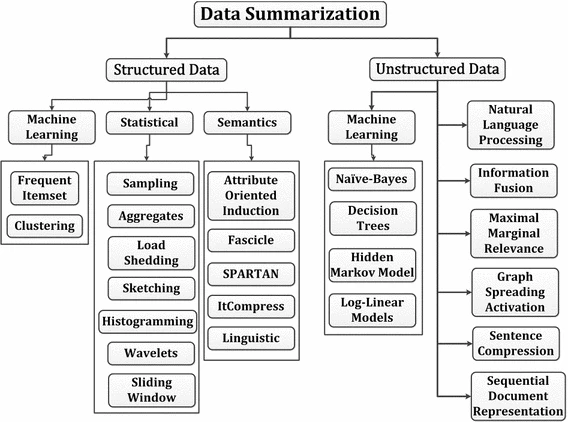 Data Summarization
Structured Data
Unstructured Data
Machine
Learning
Statistical
Semantics
Machine
Learning
Natural
Language
Processing
Frequent
Itemset
Clustering
Sampling
Aggregates
Load
Shedding
Sketching
Histogramming
Wavelets
Sliding
Window
Attribute
Oriented
Induction
Fascicle
SPARTAN
ItCompress
Linguistic
Naïve-Bayes
Decision
Trees
Hidden
Markov Model
Log-Linear
Models
Information
Fusion
Maximal
Marginal
Relevance
Graph
Spreading
Activation
Sentence
Compression
Sequential
Document
Representation